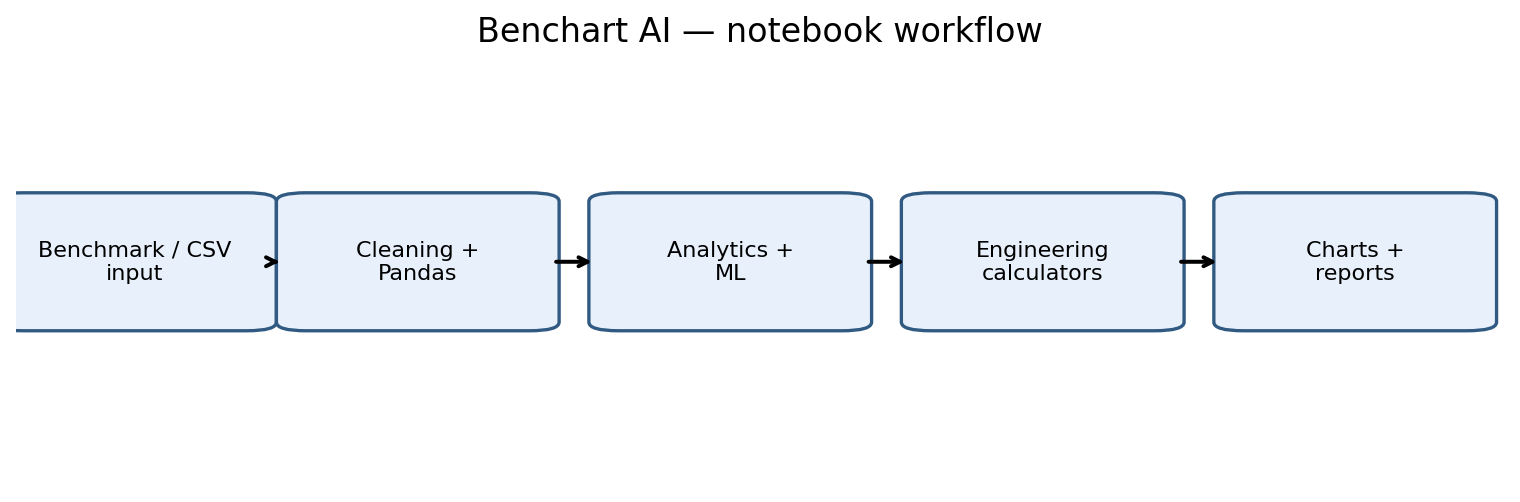 Benchart AI — notebook workflow
Benchmark / CSV
input
Cleaning +
Pandas
Analytics +
ML
Engineering
calculators
Charts +
reports